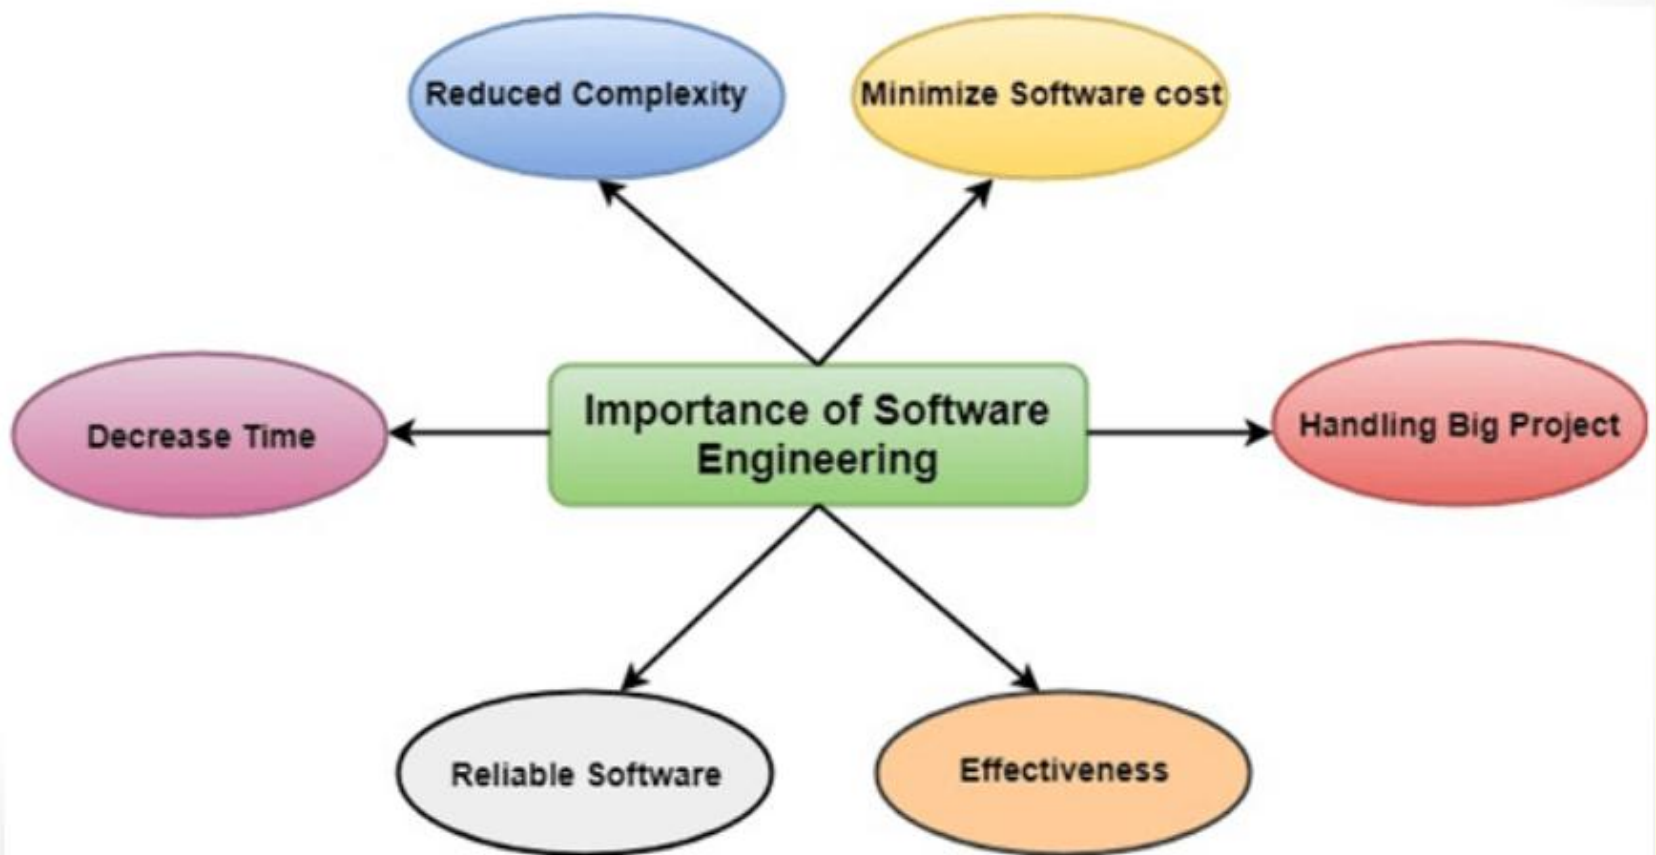 Reduced Complexity
Minimize Software cost
Decrease Time
Importance of Software
Engineering
Handling Big Project
Reliable Software
Effectiveness